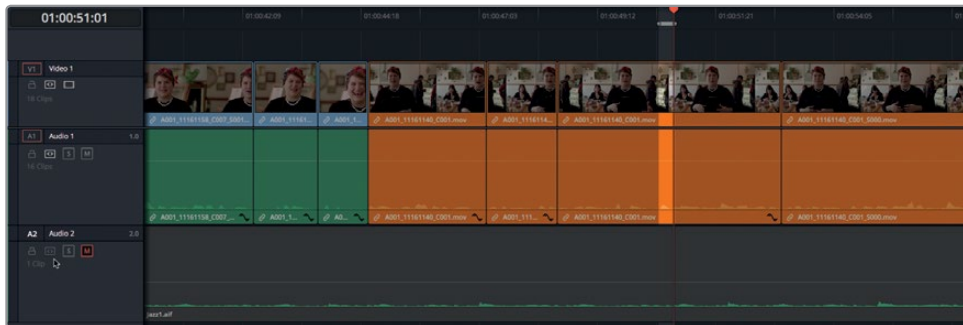 01:00:51:01
01:00:42:09 01:00:44:18 01:00:47:03 01:00:49:12 01:00:51:21 01:00:54:05
V1 Video 1
18 Clips
A001_11161158_C007_S001... A001_11161... A001_1... A001_11161140_C001.mov A001_1116114... A001_11161140_C001.mov A001_11161140_C001_S000.mov
A1 Audio 1 1.0
S M
16 Clips
A001_11161158_C007_... A001_1... A0... A001_11161140_C001.mov A001_111... A001_11161140_C001.mov A001_11161140_C001_S000.mov
A2 Audio 2 2.0
S M
1 Clip
Jazz1.aif